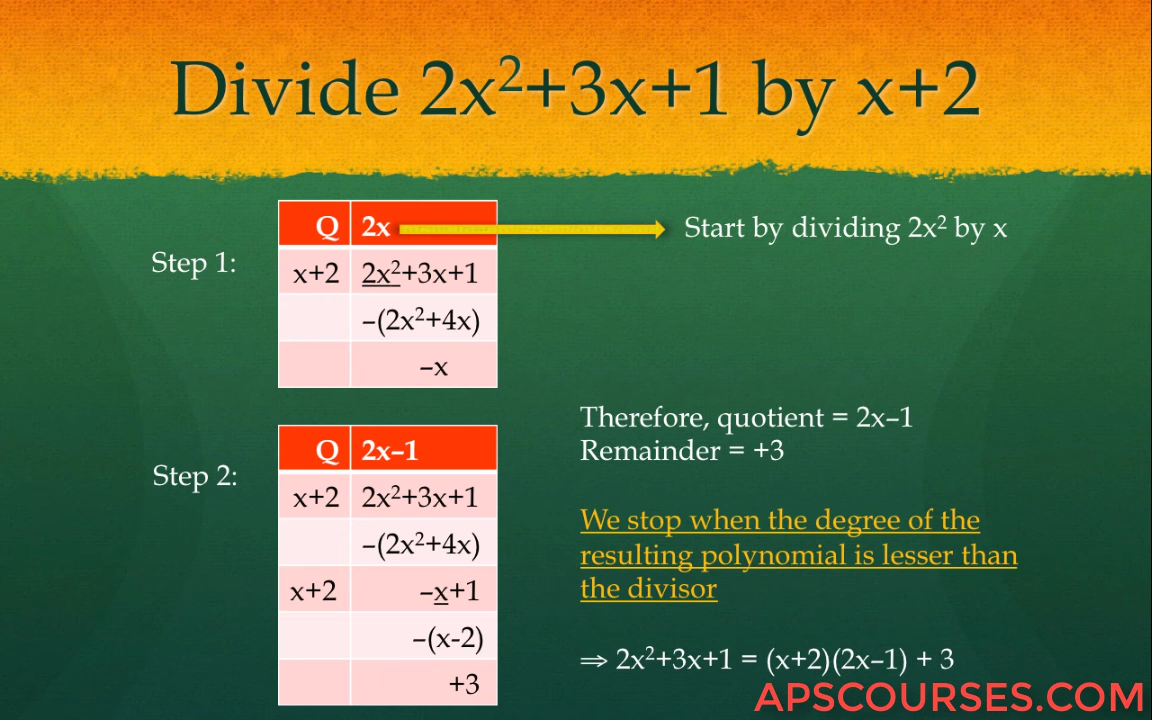 Divide 2x²+3x+1 by x+2
Step 1:
Q 2x
Start by dividing 2x² by x
x+2 2x²+3x+1
–(2x²+4x)
–x
Step 2:
Q 2x–1
x+2 2x²+3x+1
–(2x²+4x)
x+2 –x+1
–(x-2)
+3
Therefore, quotient = 2x–1
Remainder = +3
We stop when the degree of the
resulting polynomial is lesser than
the divisor
⇒ 2x²+3x+1 = (x+2)(2x–1) + 3
APSCOURSES.COM